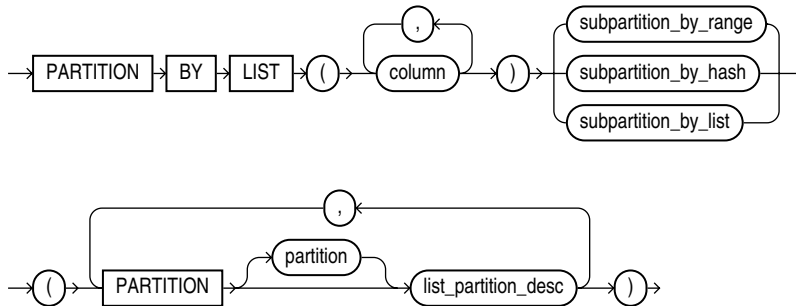 ,
subpartition_by_range
PARTITION BY LIST ( column ) subpartition_by_hash
subpartition_by_list
,
partition
( PARTITION list_partition_desc )